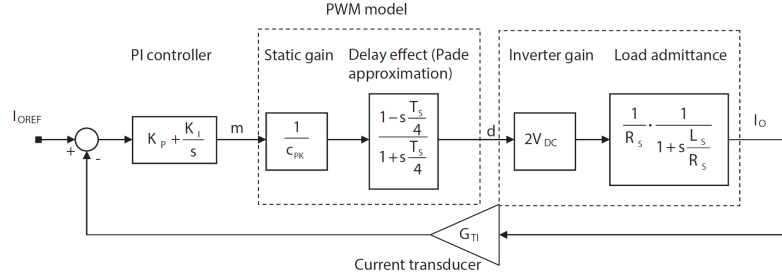 PWM model
PI controller
Static gain
Delay effect (Pade
approximation)
Inverter gain
Load admittance
I_OREF
+
-
K_P + K_I/s
m
1/c_PK
(1-s T_S/4)/(1+s T_S/4)
d
2V_DC
1/R_S · 1/(1+s L_S/R_S)
I_O
G_TI
Current transducer